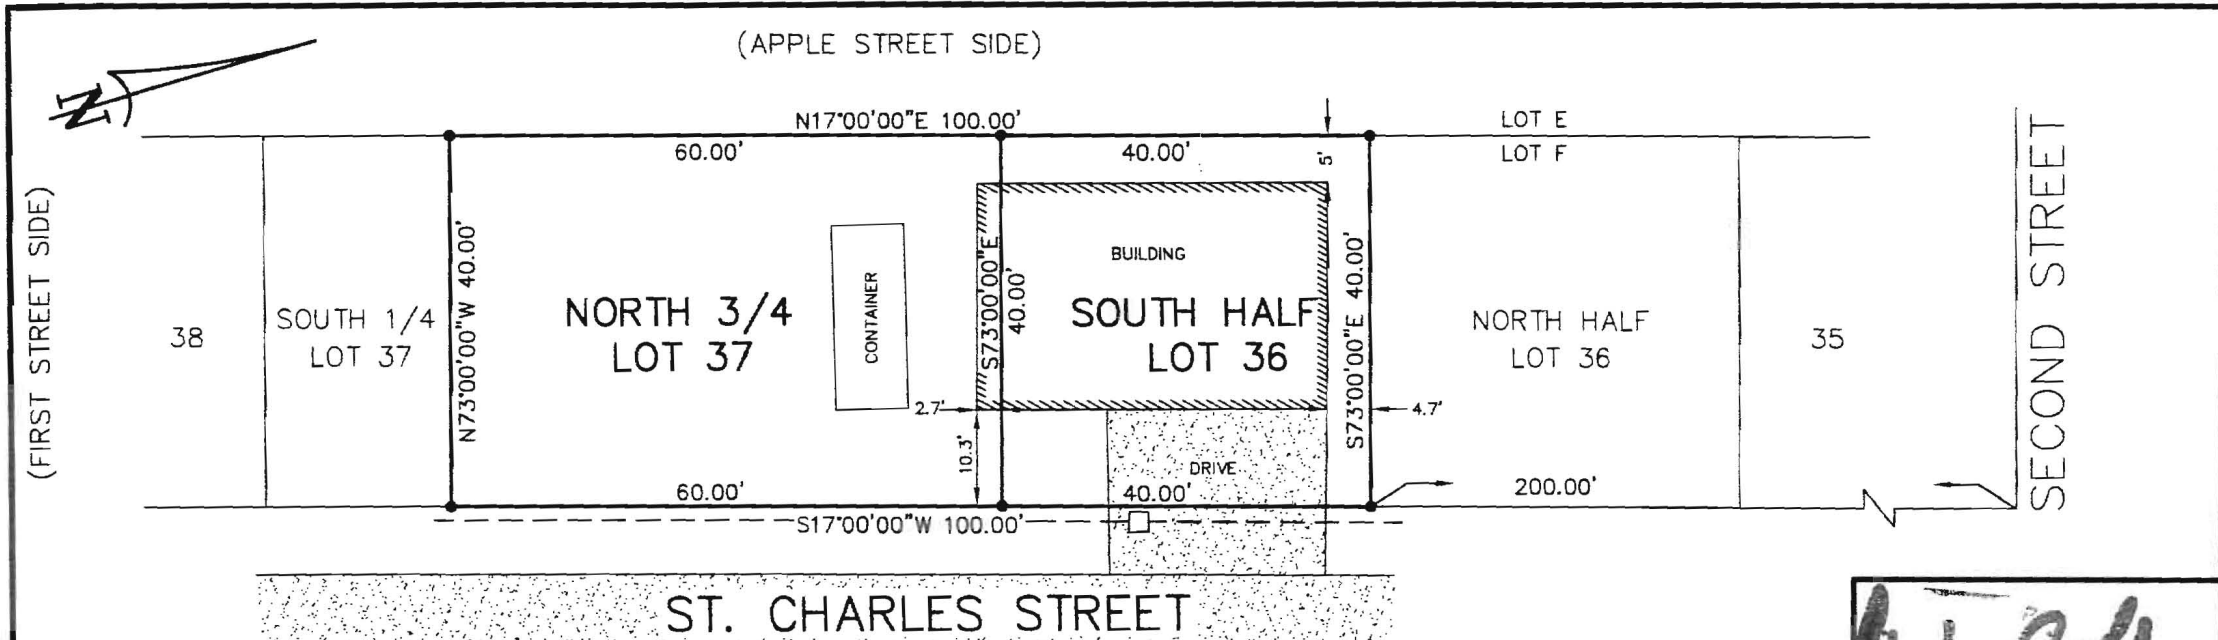 (APPLE STREET SIDE)
N
N17°00'00"E 100.00'
LOT E
60.00'
40.00'
5'
LOT F
(FIRST STREET SIDE)
SECOND STREET
BUILDING
N73°00'00"W 40.00'
CONTAINER
S73°00'00"E
40.00'
S73°00'00"E 40.00'
38
SOUTH 1/4
LOT 37
NORTH 3/4
LOT 37
SOUTH HALF
LOT 36
NORTH HALF
LOT 36
35
2.7'
4.7'
10.3'
DRIVE
60.00'
40.00'
200.00'
S17°00'00"W 100.00'
ST. CHARLES STREET